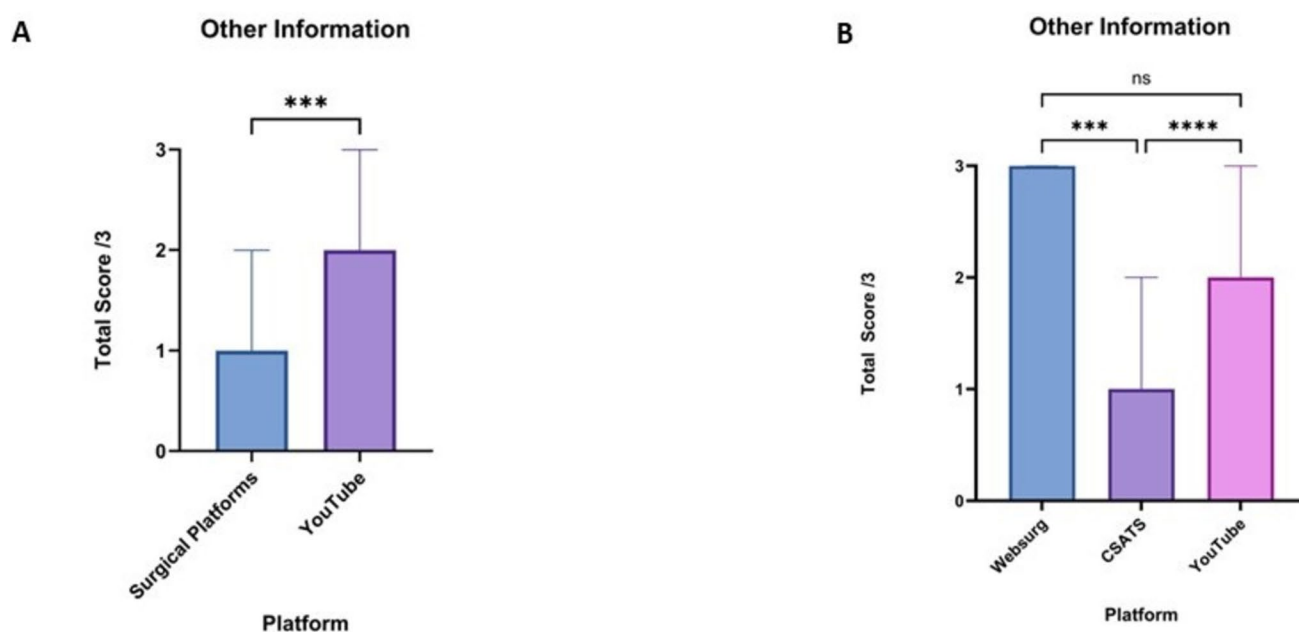 A
Other Information
***
3
2
1
0
Total Score /3
Surgical Platforms
YouTube
Platform
B
Other Information
ns
***
****
3
2
1
0
Total Score /3
Websurg
CSATS
YouTube
Platform